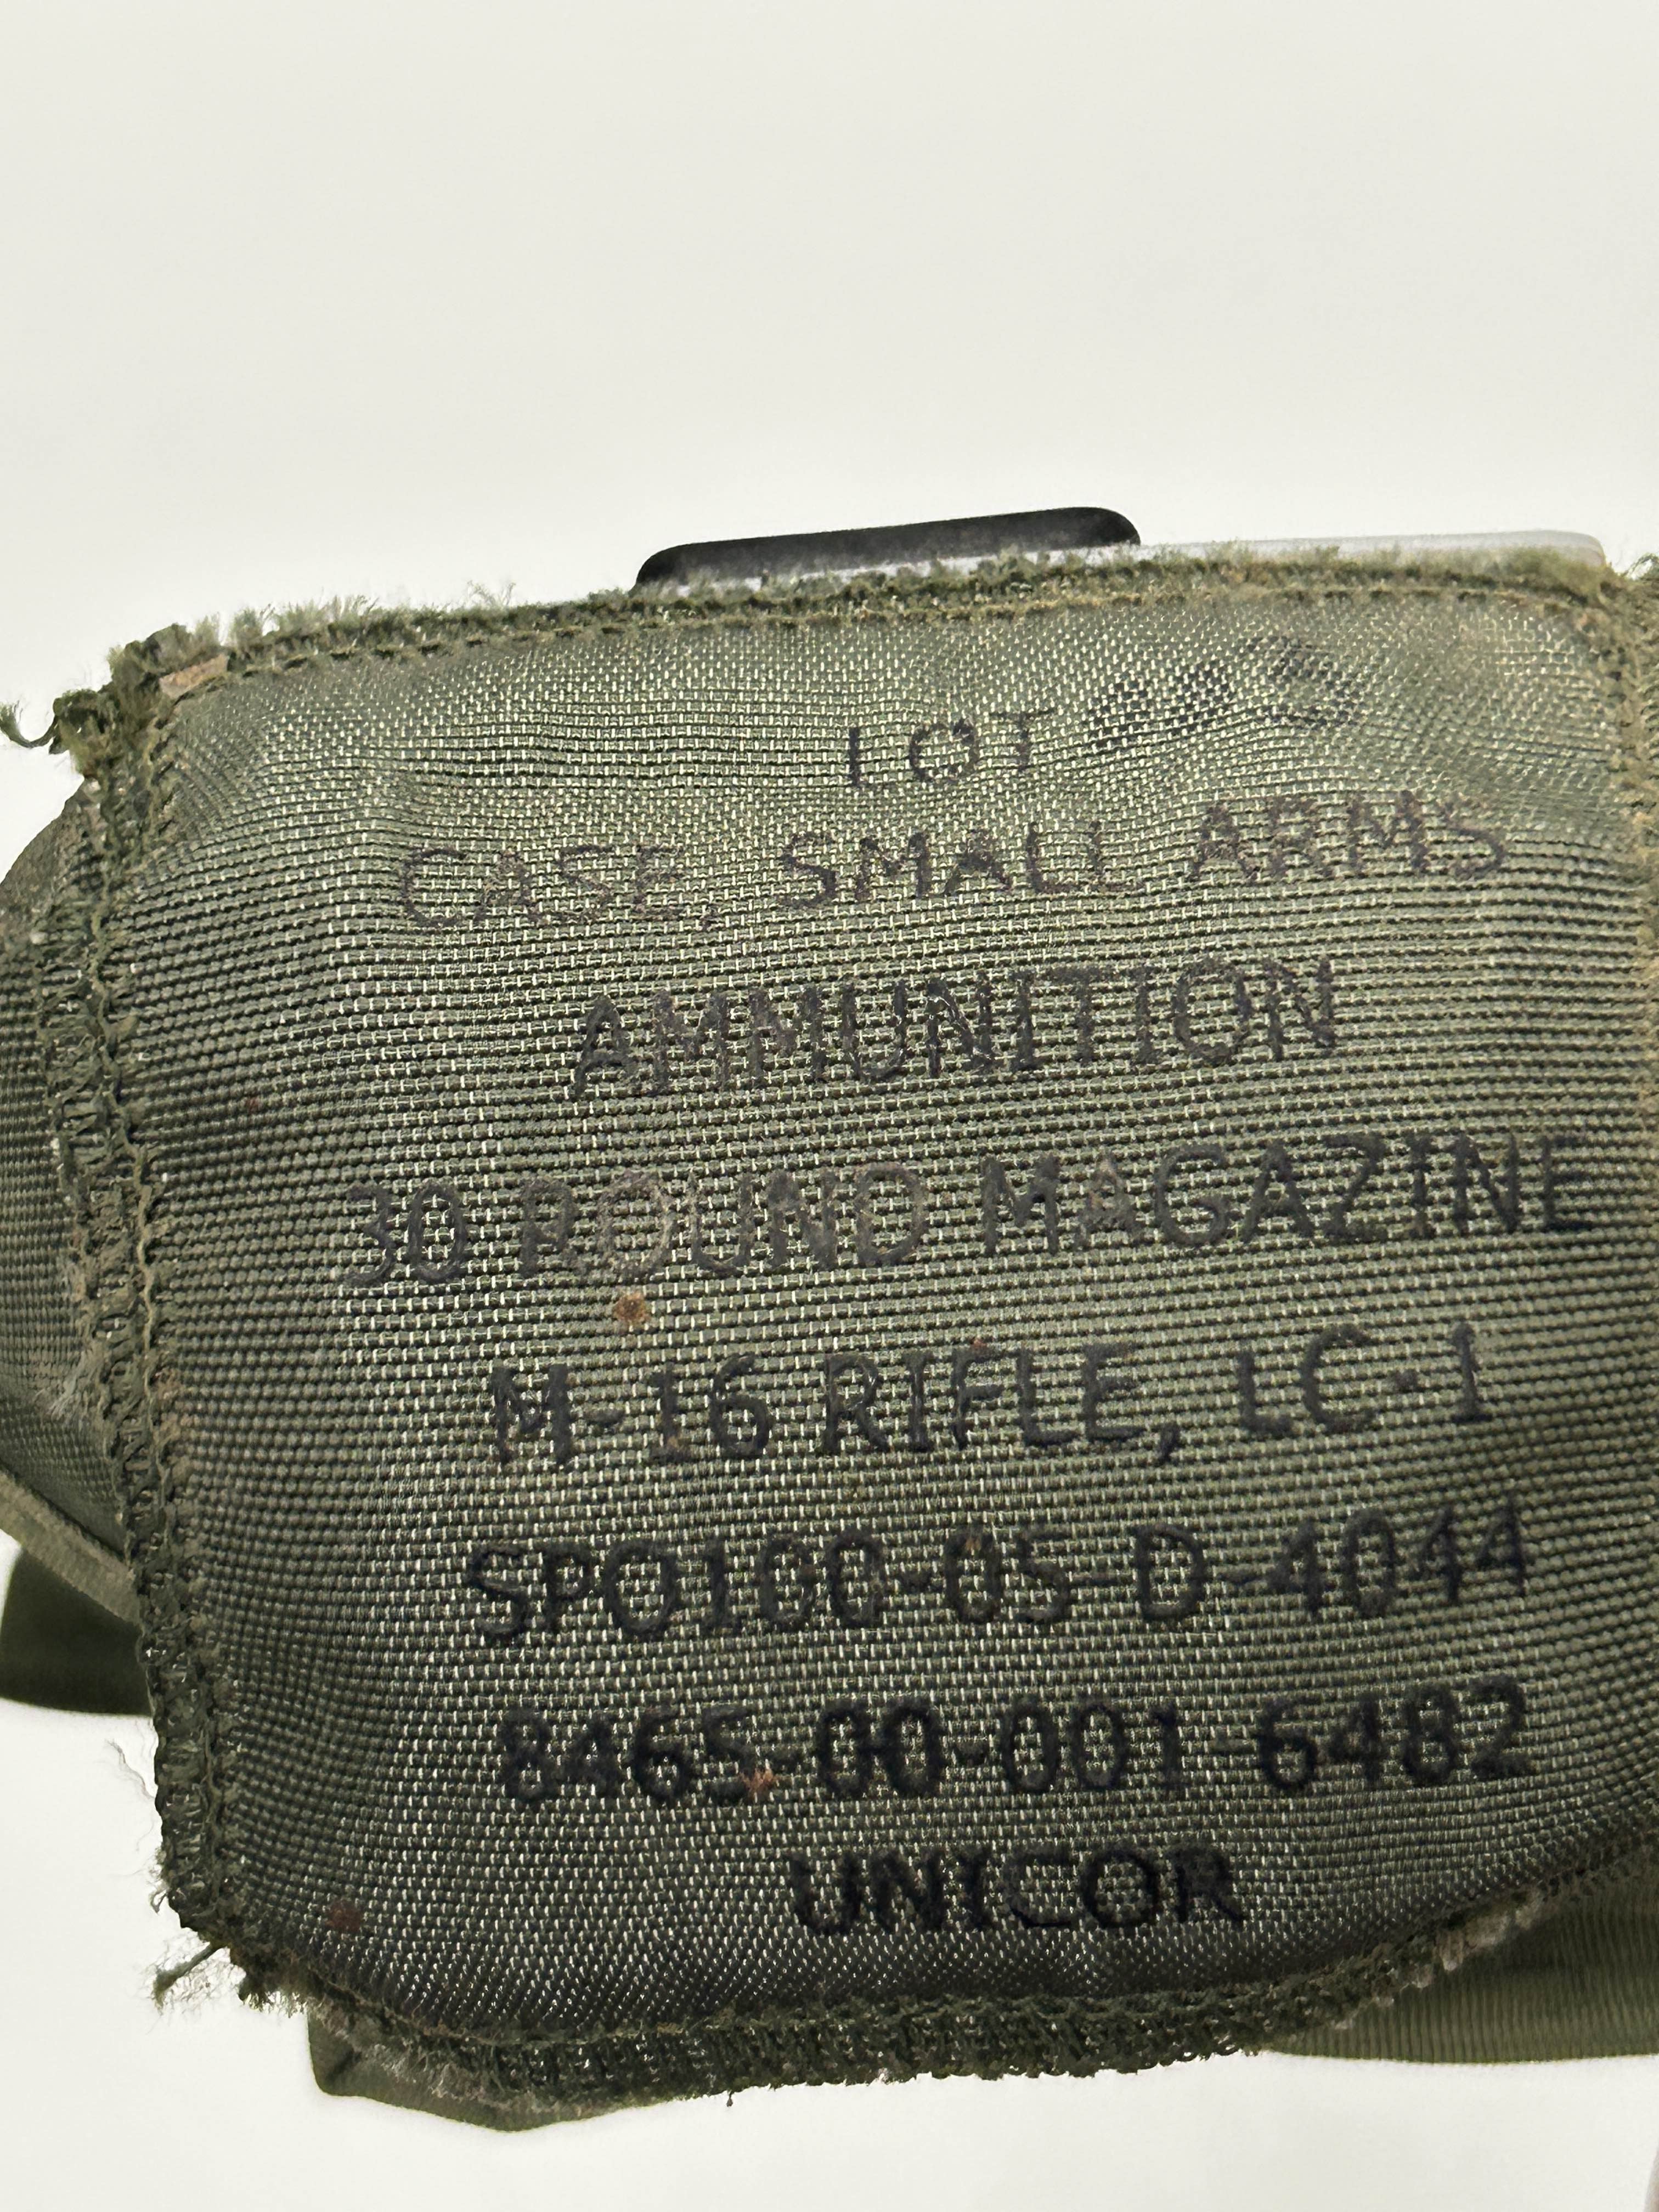 LOT
CASE, SMALL ARMS
AMMUNITION
30 ROUND MAGAZINE
M-16 RIFLE, LC-1
SPO100-05-D-4044
8465-00-001-6482
UNICOR